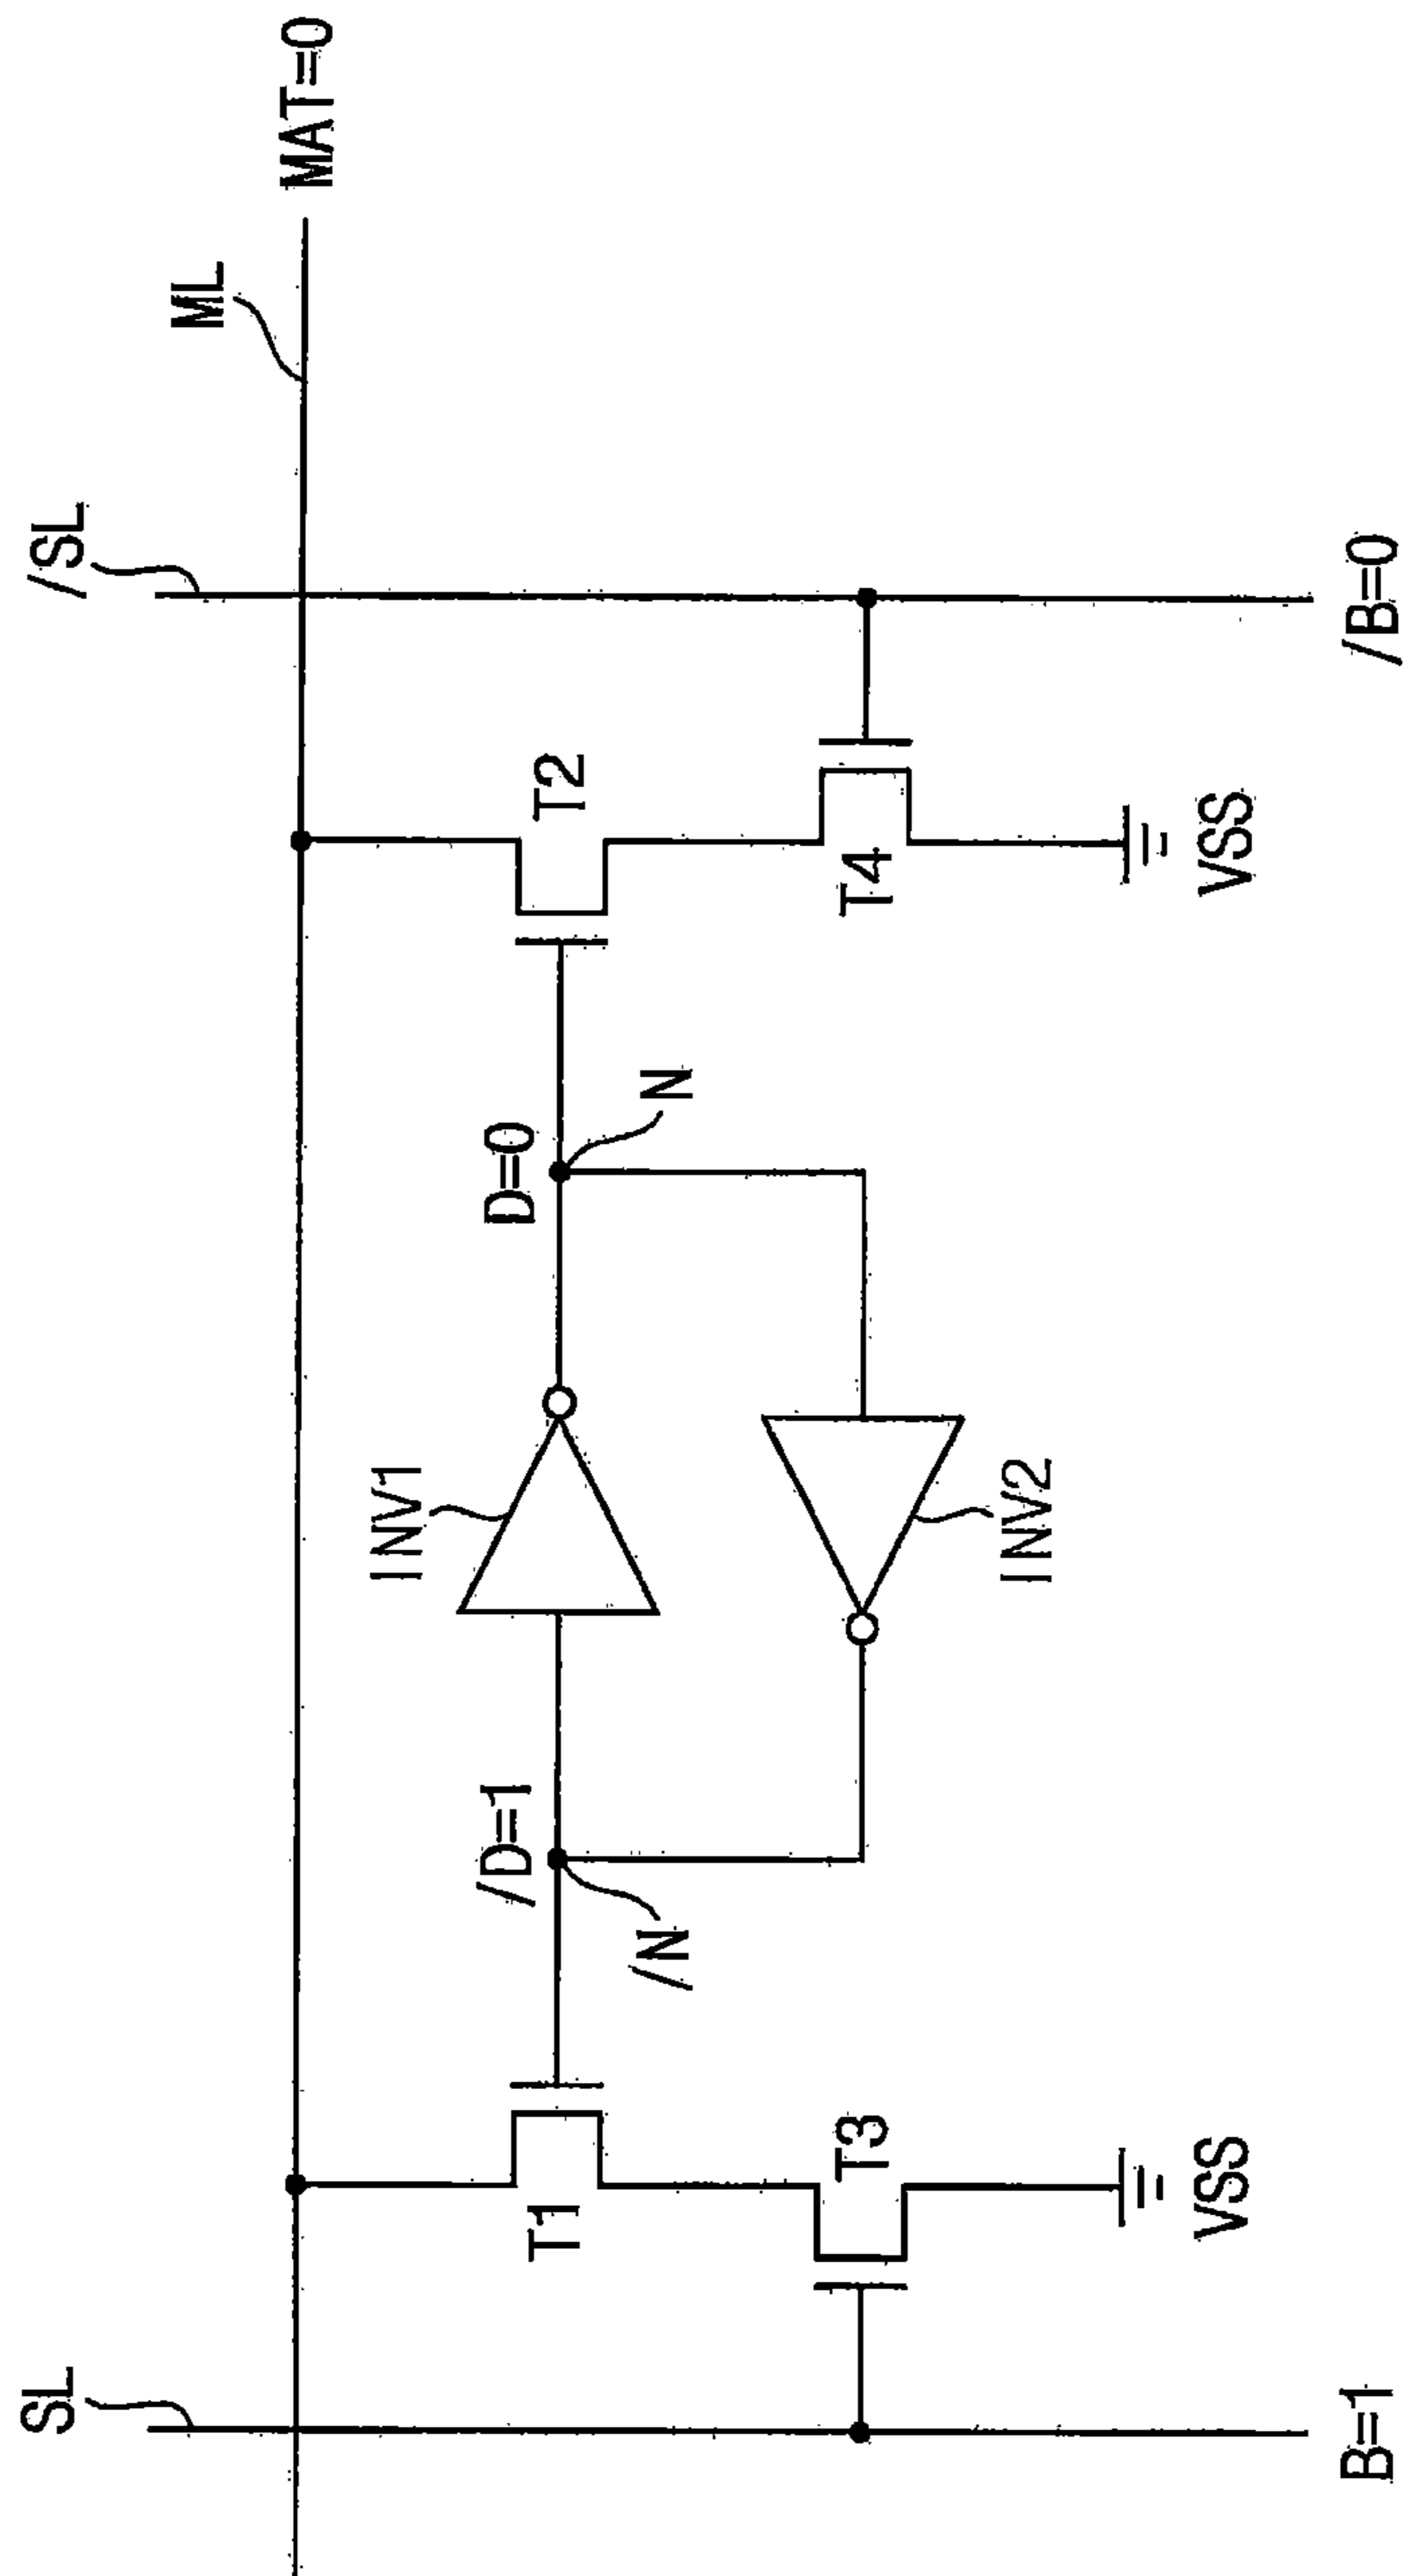 SL
/SL
ML
MAT=0
T1
/D=1
/N
INV1
D=0
N
T2
T3
INV2
T4
VSS
VSS
B=1
/B=0